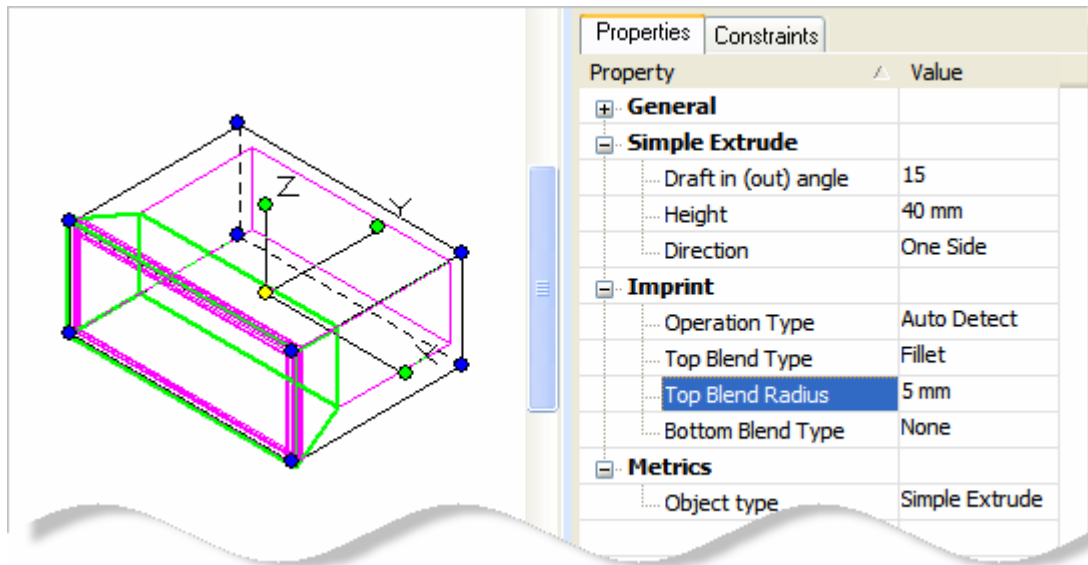 Properties Constraints
Property Value
General
Simple Extrude
Draft in (out) angle 15
Height 40 mm
Direction One Side
Imprint
Operation Type Auto Detect
Top Blend Type Fillet
Top Blend Radius 5 mm
Bottom Blend Type None
Metrics
Object type Simple Extrude
Z
Y
X